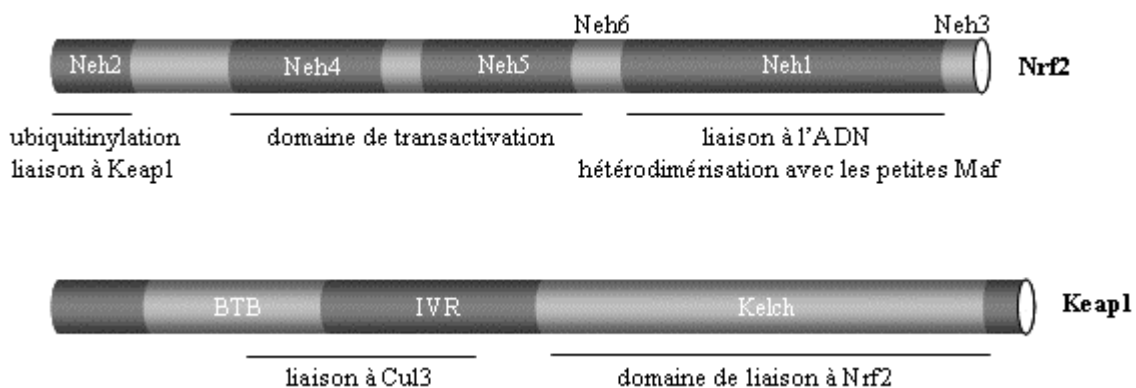 Neh6 Neh3
Neh2 Neh4 Neh5 Neh1 Nrf2
ubiquitinylation domaine de transactivation liaison à l'ADN
liaison à Keap1 hétérodimérisation avec les petites Maf
BTB IVR Kelch Keap1
liaison à Cul3 domaine de liaison à Nrf2